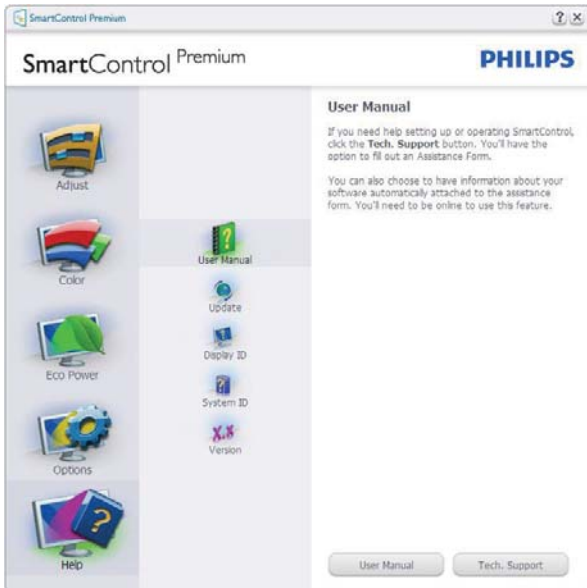 SmartControl Premium
? x
SmartControl Premium
PHILIPS
Adjust
Color
Eco Power
Options
Help
User Manual
Update
Display ID
System ID
X.X
Version
User Manual
If you need help setting up or operating SmartControl,
click the Tech. Support button. You'll have the
option to fill out an Assistance Form.
You can also choose to have information about your
software automatically attached to the assistance
form. You'll need to be online to use this feature.
User Manual
Tech. Support